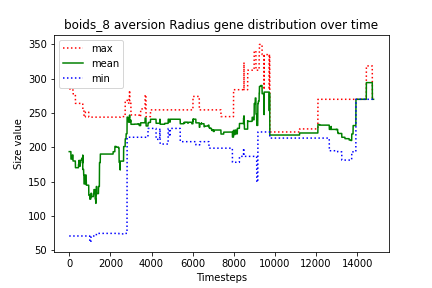 boids_8 aversion Radius gene distribution over time
max
mean
min
Size value
350
300
250
200
150
100
50
0
2000
4000
6000
8000
10000
12000
14000
Timesteps